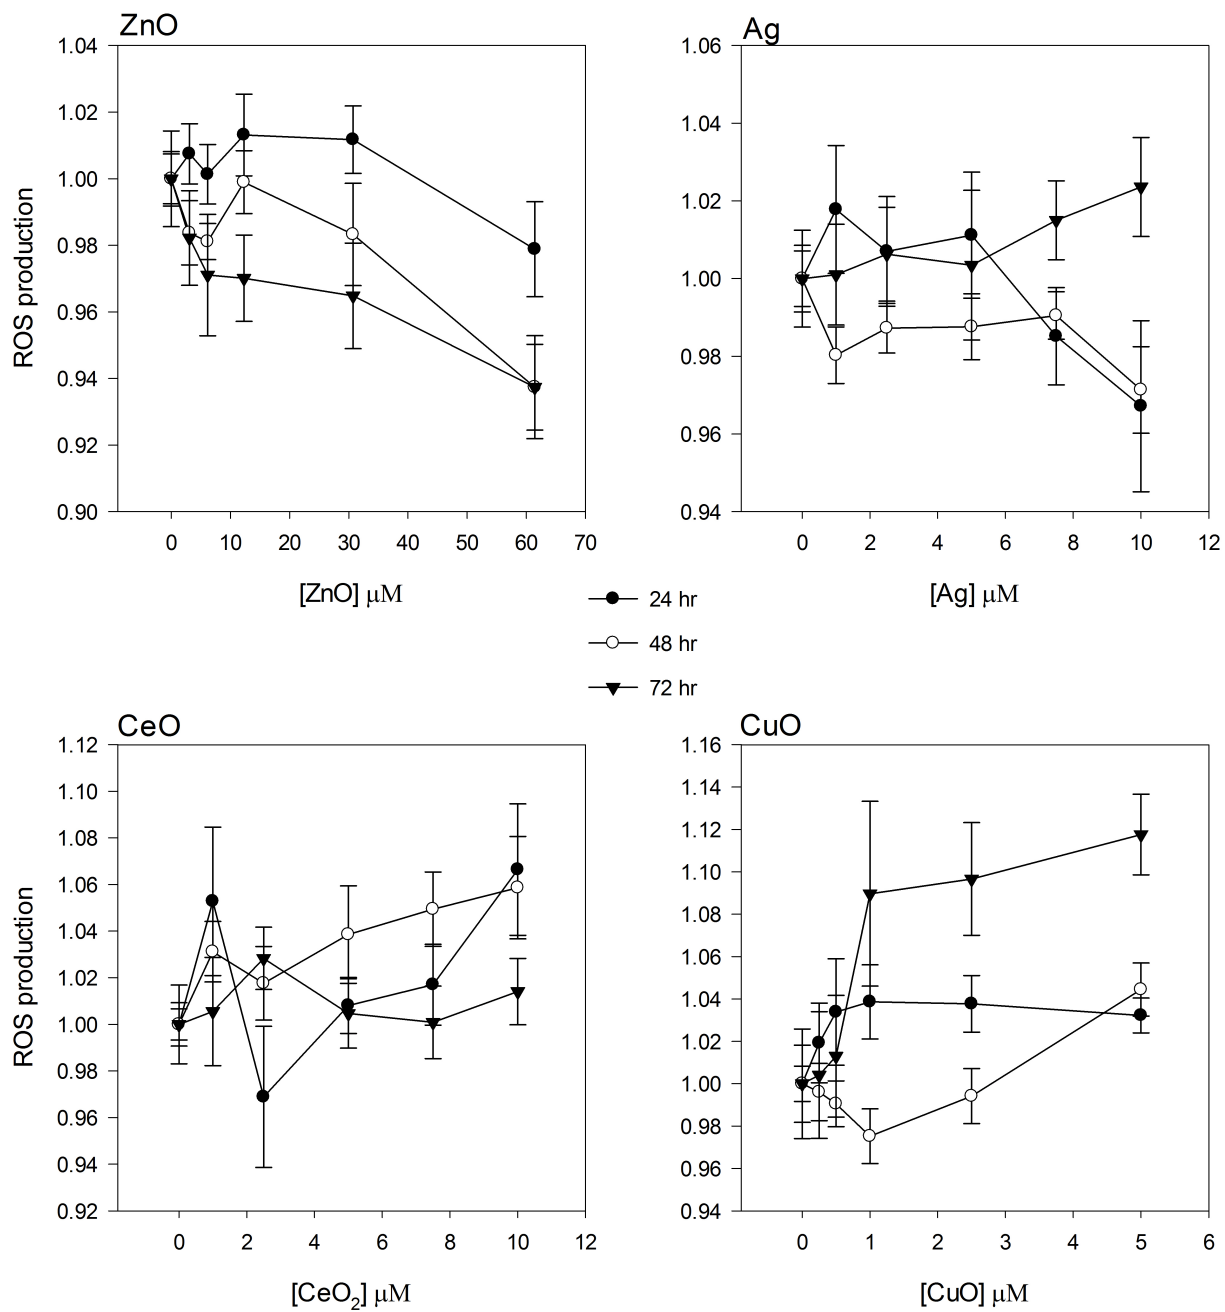 ZnO
1.04
1.02
1.00
0.98
0.96
0.94
0.92
0.90
ROS production
0 10 20 30 40 50 60 70
[ZnO] μM
Ag
1.06
1.04
1.02
1.00
0.98
0.96
0.94
0 2 4 6 8 10 12
[Ag] μM
24 hr
48 hr
72 hr
CeO
1.12
1.10
1.08
1.06
1.04
1.02
1.00
0.98
0.96
0.94
0.92
ROS production
0 2 4 6 8 10 12
[CeO2] μM
CuO
1.16
1.14
1.12
1.10
1.08
1.06
1.04
1.02
1.00
0.98
0.96
0.94
0 1 2 3 4 5 6
[CuO] μM